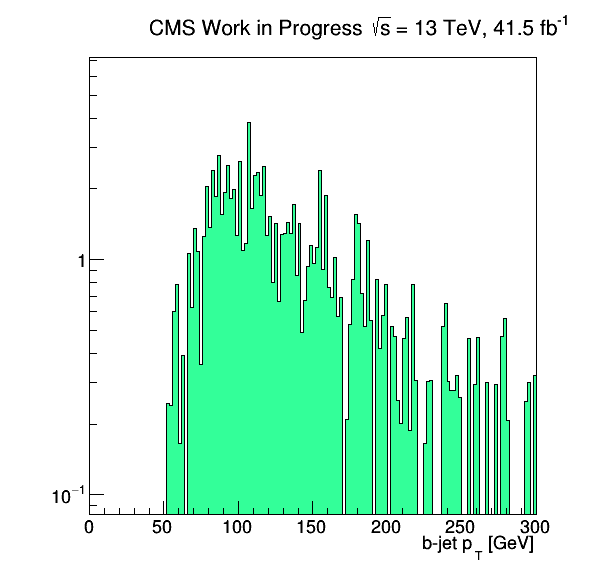 CMS Work in Progress √s = 13 TeV, 41.5 fb⁻¹
1
10⁻¹
0 50 100 150 200 250 300
b-jet p_T [GeV]